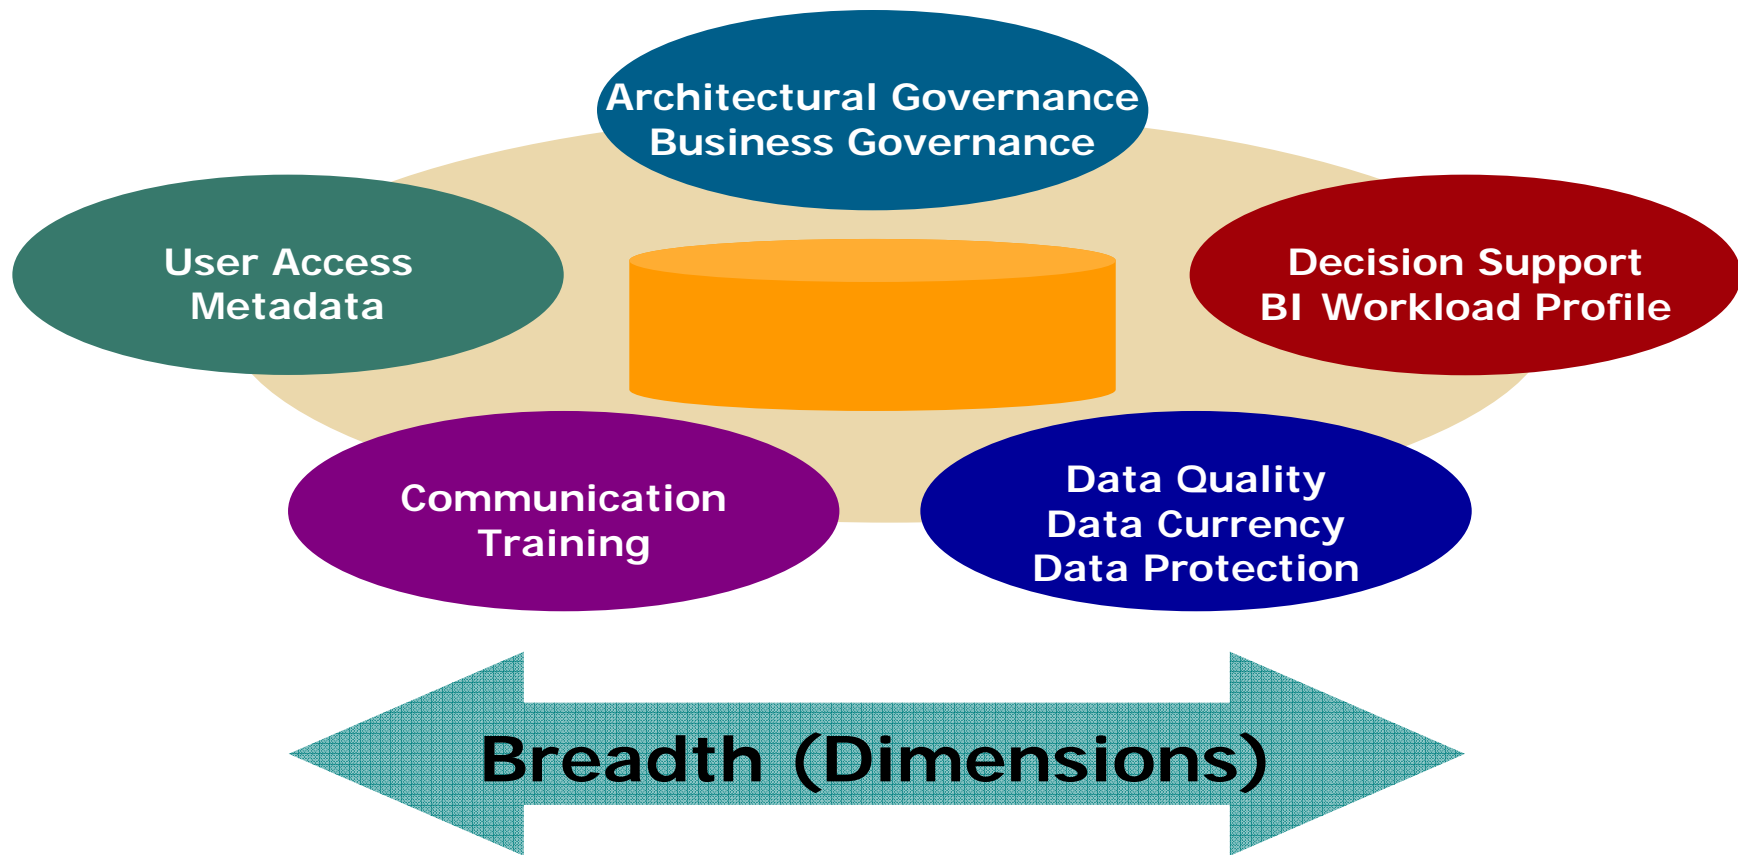 Architectural Governance
Business Governance
User Access
Metadata
Decision Support
BI Workload Profile
Communication
Training
Data Quality
Data Currency
Data Protection
Breadth (Dimensions)